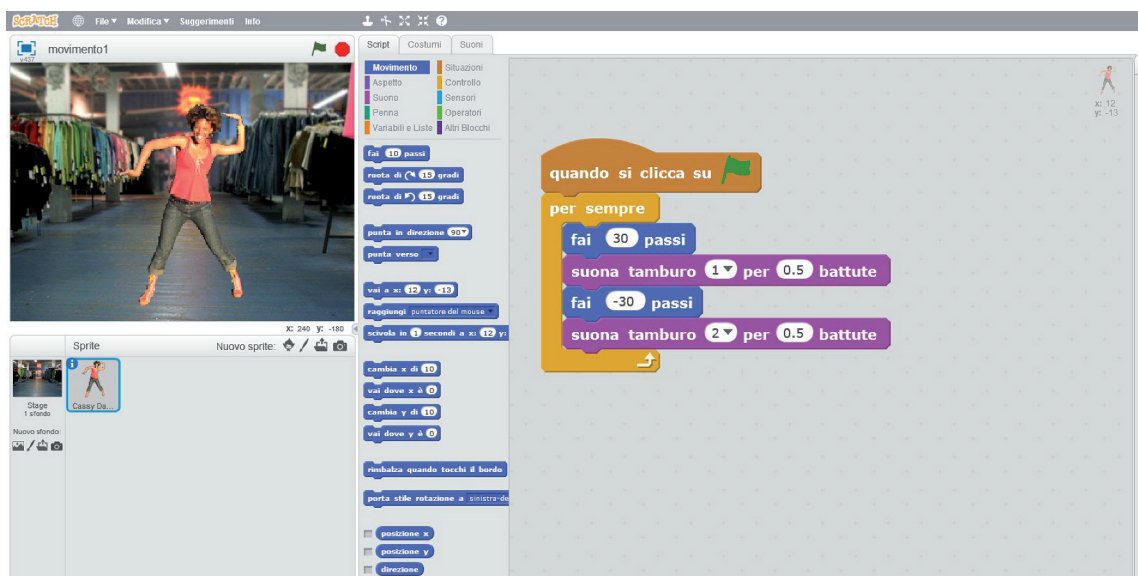 SCRATCH File Modifica Suggerimenti Info
movimento1
v437
Script Costumi Suoni
Movimento Situazioni
Aspetto Controllo
Suono Sensori
Penna Operatori
Variabili e Liste Altri Blocchi
fai 10 passi
ruota di 15 gradi
ruota di 15 gradi
punta in direzione 90
punta verso
vai a x: 12 y: -13
raggiungi puntatore del mouse
scivola in 1 secondi a x: 12 y:
cambia x di 10
vai dove x è 0
cambia y di 10
vai dove y è 0
rimbalza quando tocchi il bordo
porta stile rotazione a sinistra-de
posizione x
posizione y
direzione
x: 12
y: -13
quando si clicca su
per sempre
fai 30 passi
suona tamburo 1 per 0.5 battute
fai -30 passi
suona tamburo 2 per 0.5 battute
x: 240 y: -180
Sprite Nuovo sprite:
Stage
1 sfondo
Nuovo sfondo:
Cassy Da...